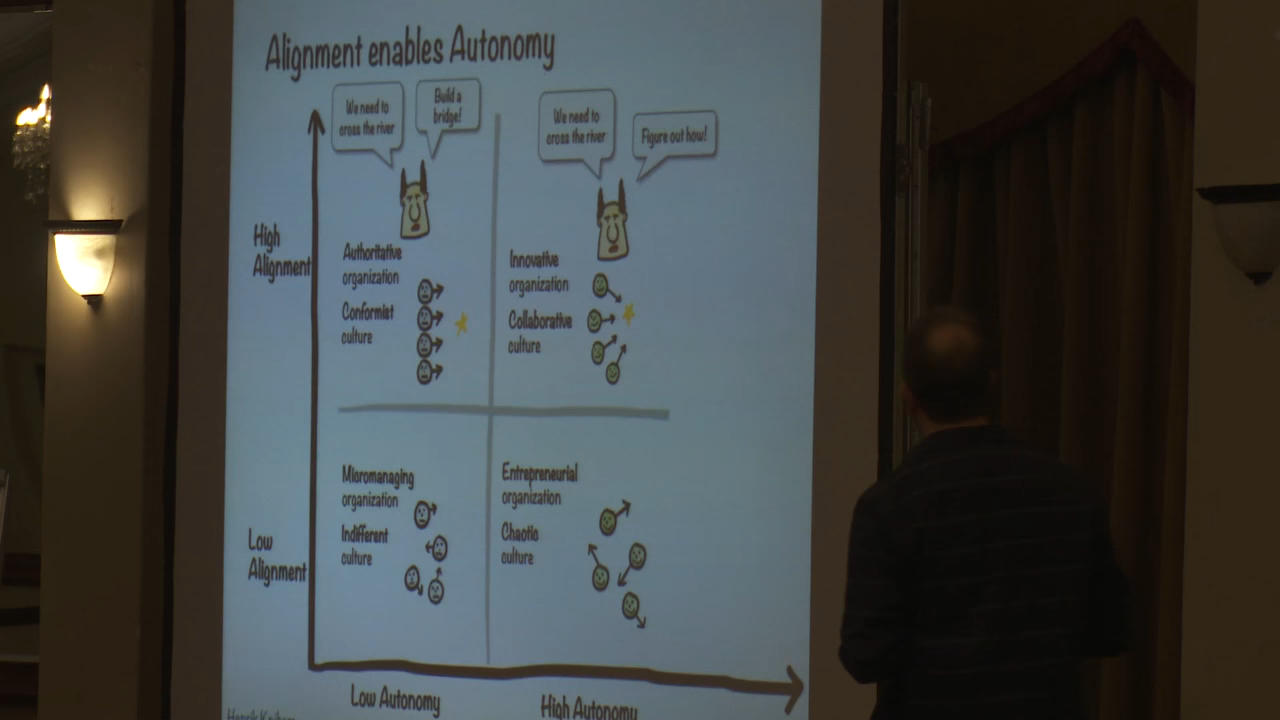 Alignment enables Autonomy
We need to
cross the river
Build a
bridge!
We need to
cross the river
Figure out how!
High
Alignment
Authoritative
organization
Conformist
culture
Innovative
organization
Collaborative
culture
Low
Alignment
Micromanaging
organization
Indifferent
culture
Entrepreneurial
organization
Chaotic
culture
Low Autonomy
High Autonomy
Henrik